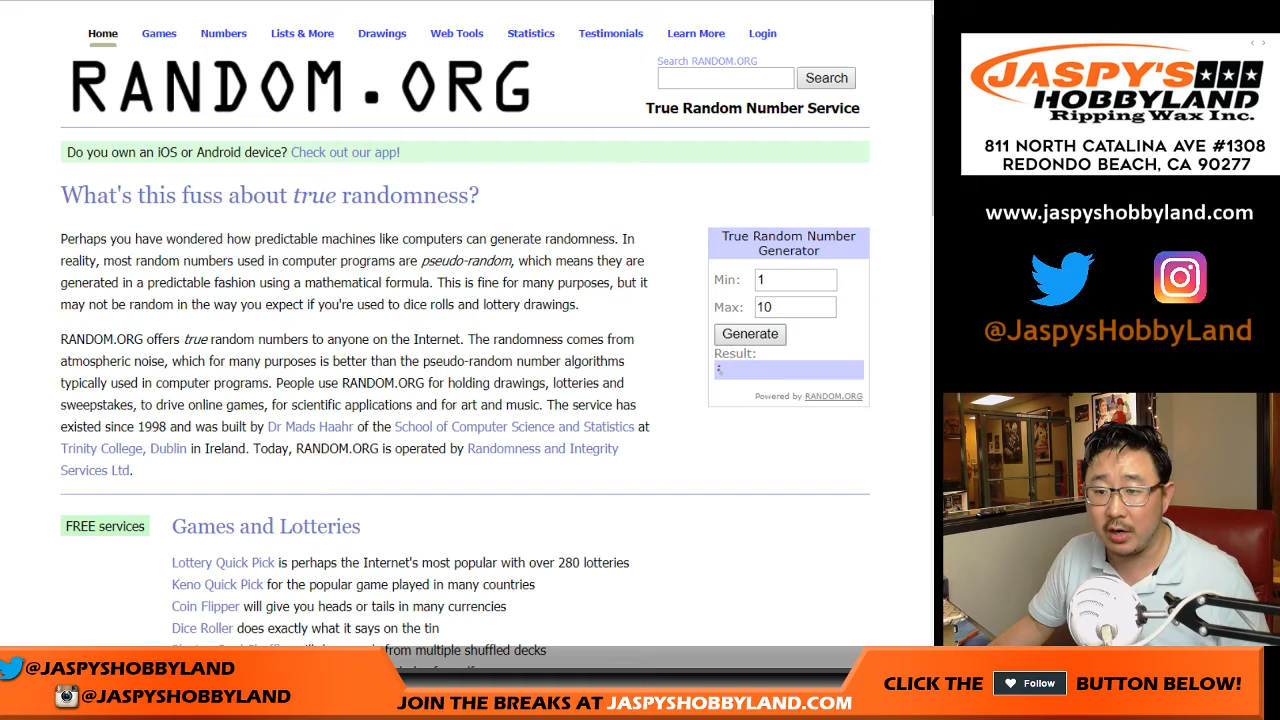 Home Games Numbers Lists & More Drawings Web Tools Statistics Testimonials Learn More Login
RANDOM.ORG
Search RANDOM.ORG
Search
True Random Number Service
Do you own an iOS or Android device? Check out our app!
What's this fuss about true randomness?
Perhaps you have wondered how predictable machines like computers can generate randomness. In
reality, most random numbers used in computer programs are pseudo-random, which means they are
generated in a predictable fashion using a mathematical formula. This is fine for many purposes, but it
may not be random in the way you expect if you're used to dice rolls and lottery drawings.
RANDOM.ORG offers true random numbers to anyone on the Internet. The randomness comes from
atmospheric noise, which for many purposes is better than the pseudo-random number algorithms
typically used in computer programs. People use RANDOM.ORG for holding drawings, lotteries and
sweepstakes, to drive online games, for scientific applications and for art and music. The service has
existed since 1998 and was built by Dr Mads Haahr of the School of Computer Science and Statistics at
Trinity College, Dublin in Ireland. Today, RANDOM.ORG is operated by Randomness and Integrity
Services Ltd.
True Random Number
Generator
Min: 1
Max: 10
Generate
Result:
Powered by RANDOM.ORG
FREE services
Games and Lotteries
Lottery Quick Pick is perhaps the Internet's most popular with over 280 lotteries
Keno Quick Pick for the popular game played in many countries
Coin Flipper will give you heads or tails in many currencies
Dice Roller does exactly what it says on the tin
from multiple shuffled decks
JASPY'S
HOBBYLAND
Ripping Wax Inc.
811 NORTH CATALINA AVE #1308
REDONDO BEACH, CA 90277
www.jaspyshobbyland.com
@JaspysHobbyLand
@JASPYSHOBBYLAND
@JASPYSHOBBYLAND
JOIN THE BREAKS AT JASPYSHOBBYLAND.COM
CLICK THE Follow BUTTON BELOW!